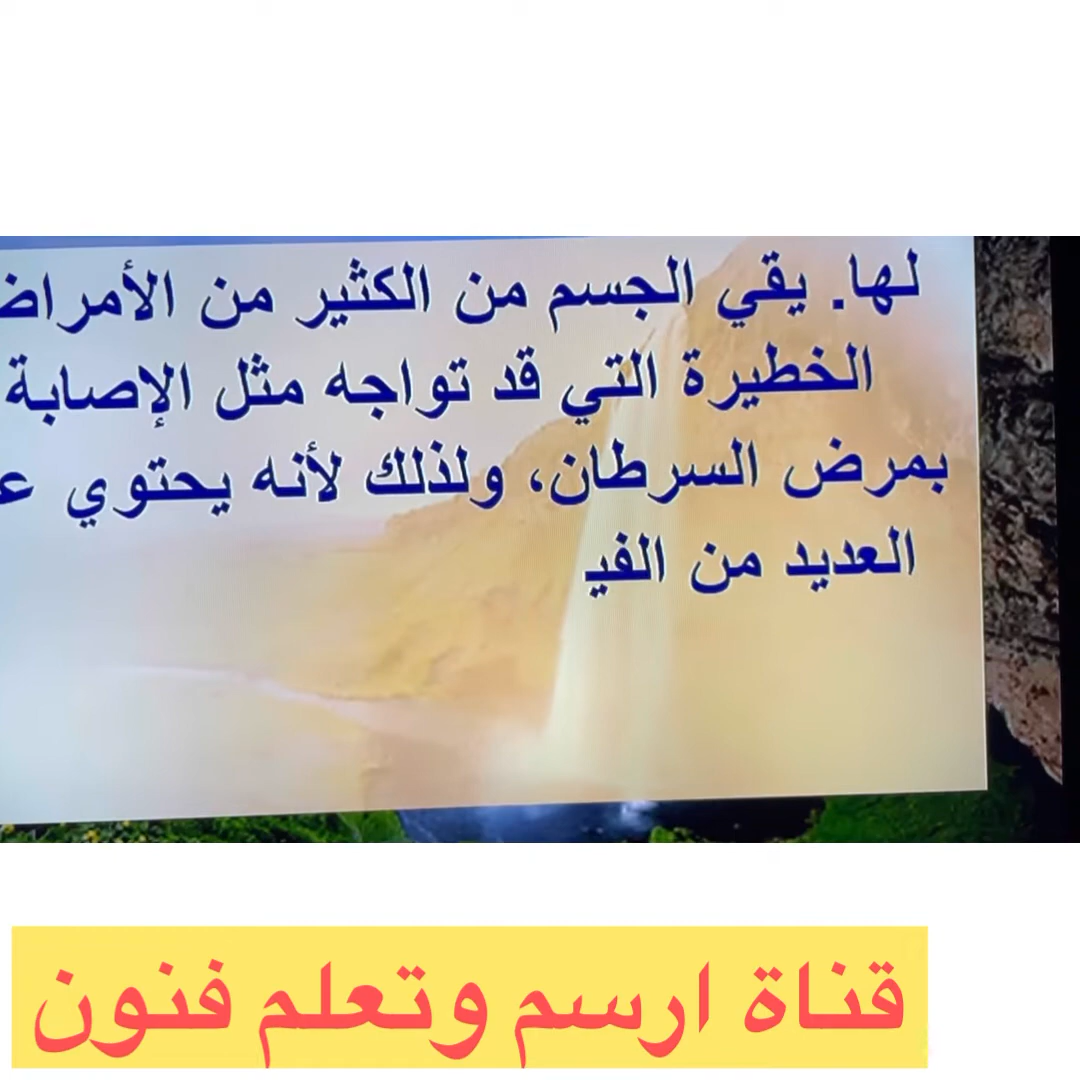 لها. يقي الجسم من الكثير من الأمراض
الخطيرة التي قد تواجه مثل الإصابة
بمرض السرطان، ولذلك لأنه يحتوي
العديد من الفيـ
قناة ارسم وتعلم فنون